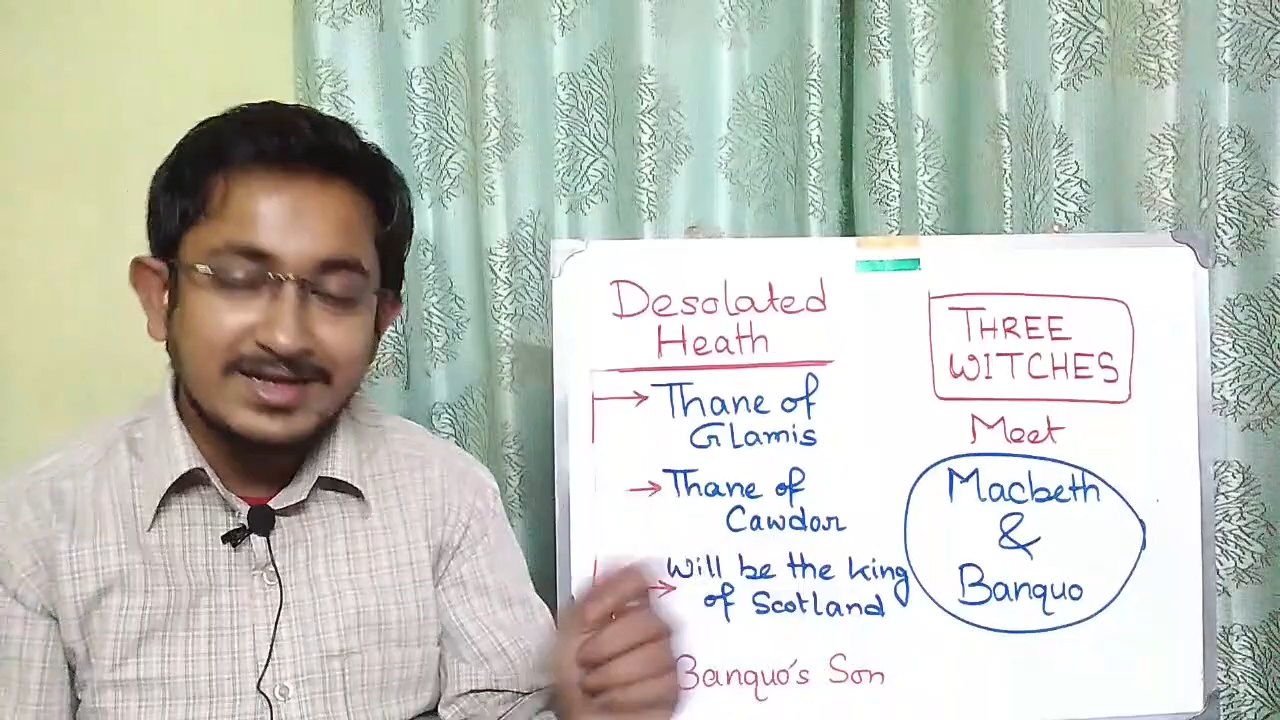 Desolated
Heath
Thane of
Glamis
Thane of
Cawdor
Will be the king
of Scotland
Banquo's Son
THREE
WITCHES
Meet
Macbeth
&
Banquo